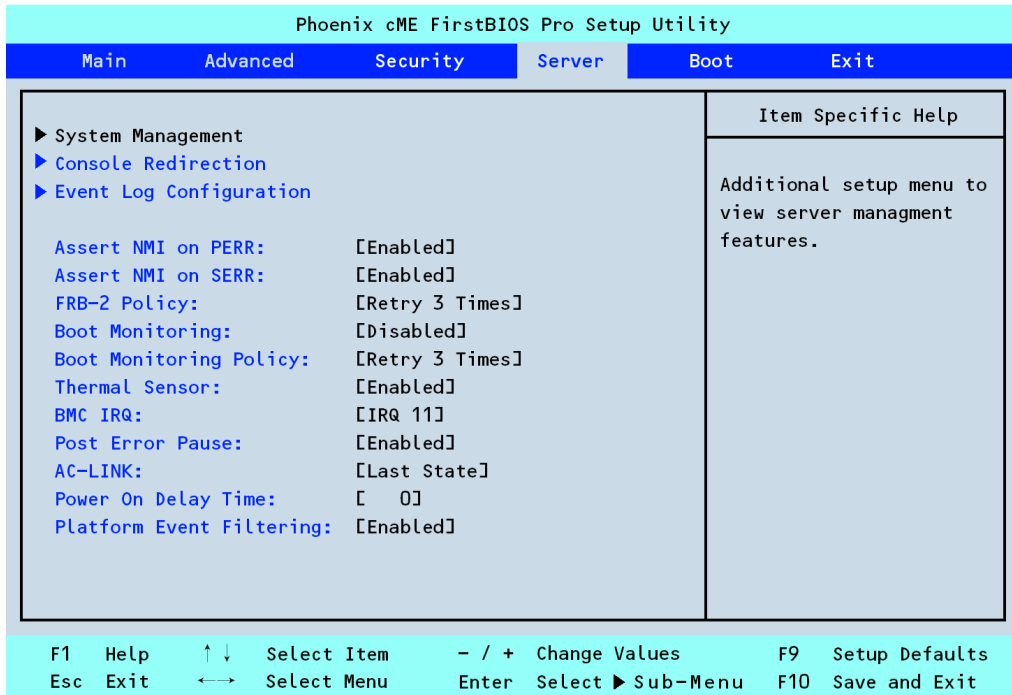 Phoenix cME FirstBIOS Pro Setup Utility
Main Advanced Security Server Boot Exit
Item Specific Help
▶ System Management
▶ Console Redirection
▶ Event Log Configuration
Additional setup menu to
view server managment
features.
Assert NMI on PERR: [Enabled]
Assert NMI on SERR: [Enabled]
FRB-2 Policy: [Retry 3 Times]
Boot Monitoring: [Disabled]
Boot Monitoring Policy: [Retry 3 Times]
Thermal Sensor: [Enabled]
BMC IRQ: [IRQ 11]
Post Error Pause: [Enabled]
AC-LINK: [Last State]
Power On Delay Time: [ 0]
Platform Event Filtering: [Enabled]
F1 Help ↑ ↓ Select Item - / + Change Values F9 Setup Defaults
Esc Exit ←→ Select Menu Enter Select ▶ Sub-Menu F10 Save and Exit